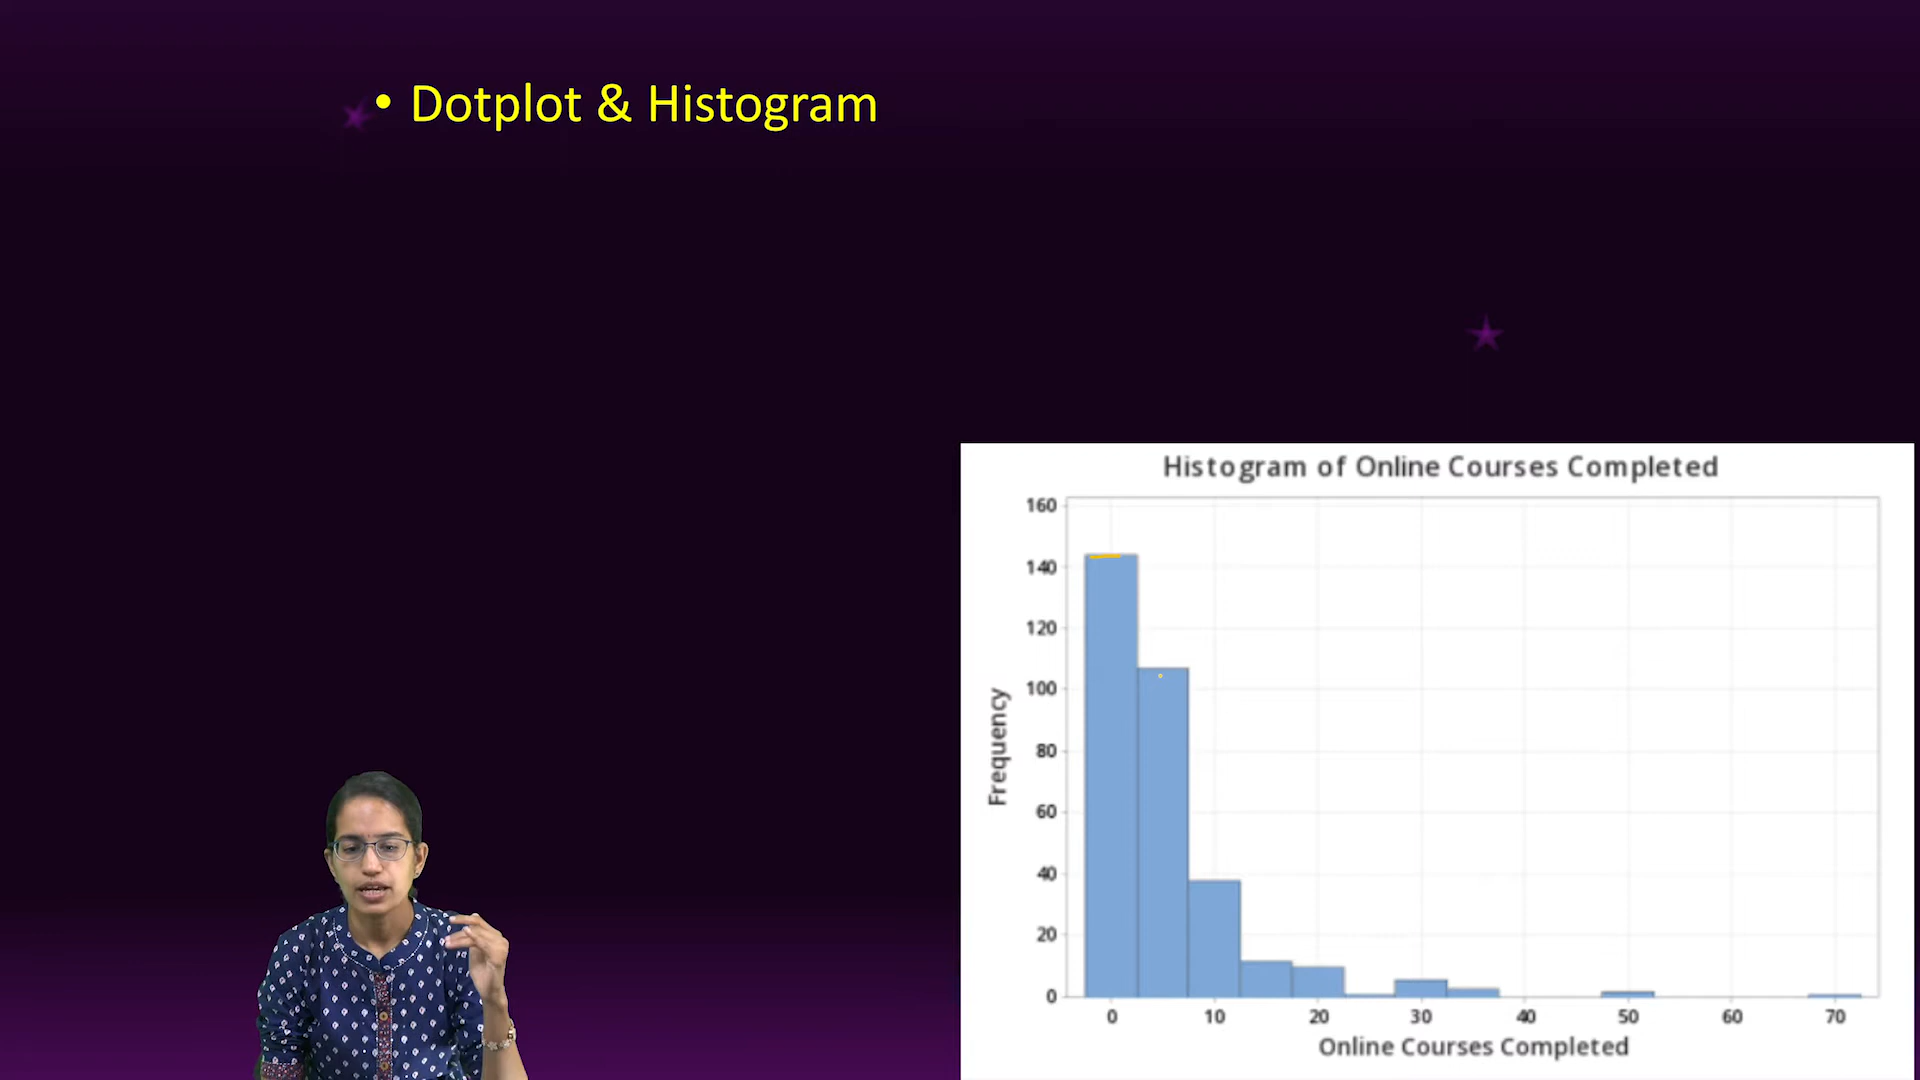 • Dotplot & Histogram
Histogram of Online Courses Completed
160
140
120
100
80
60
40
20
0
Frequency
0 10 20 30 40 50 60 70
Online Courses Completed